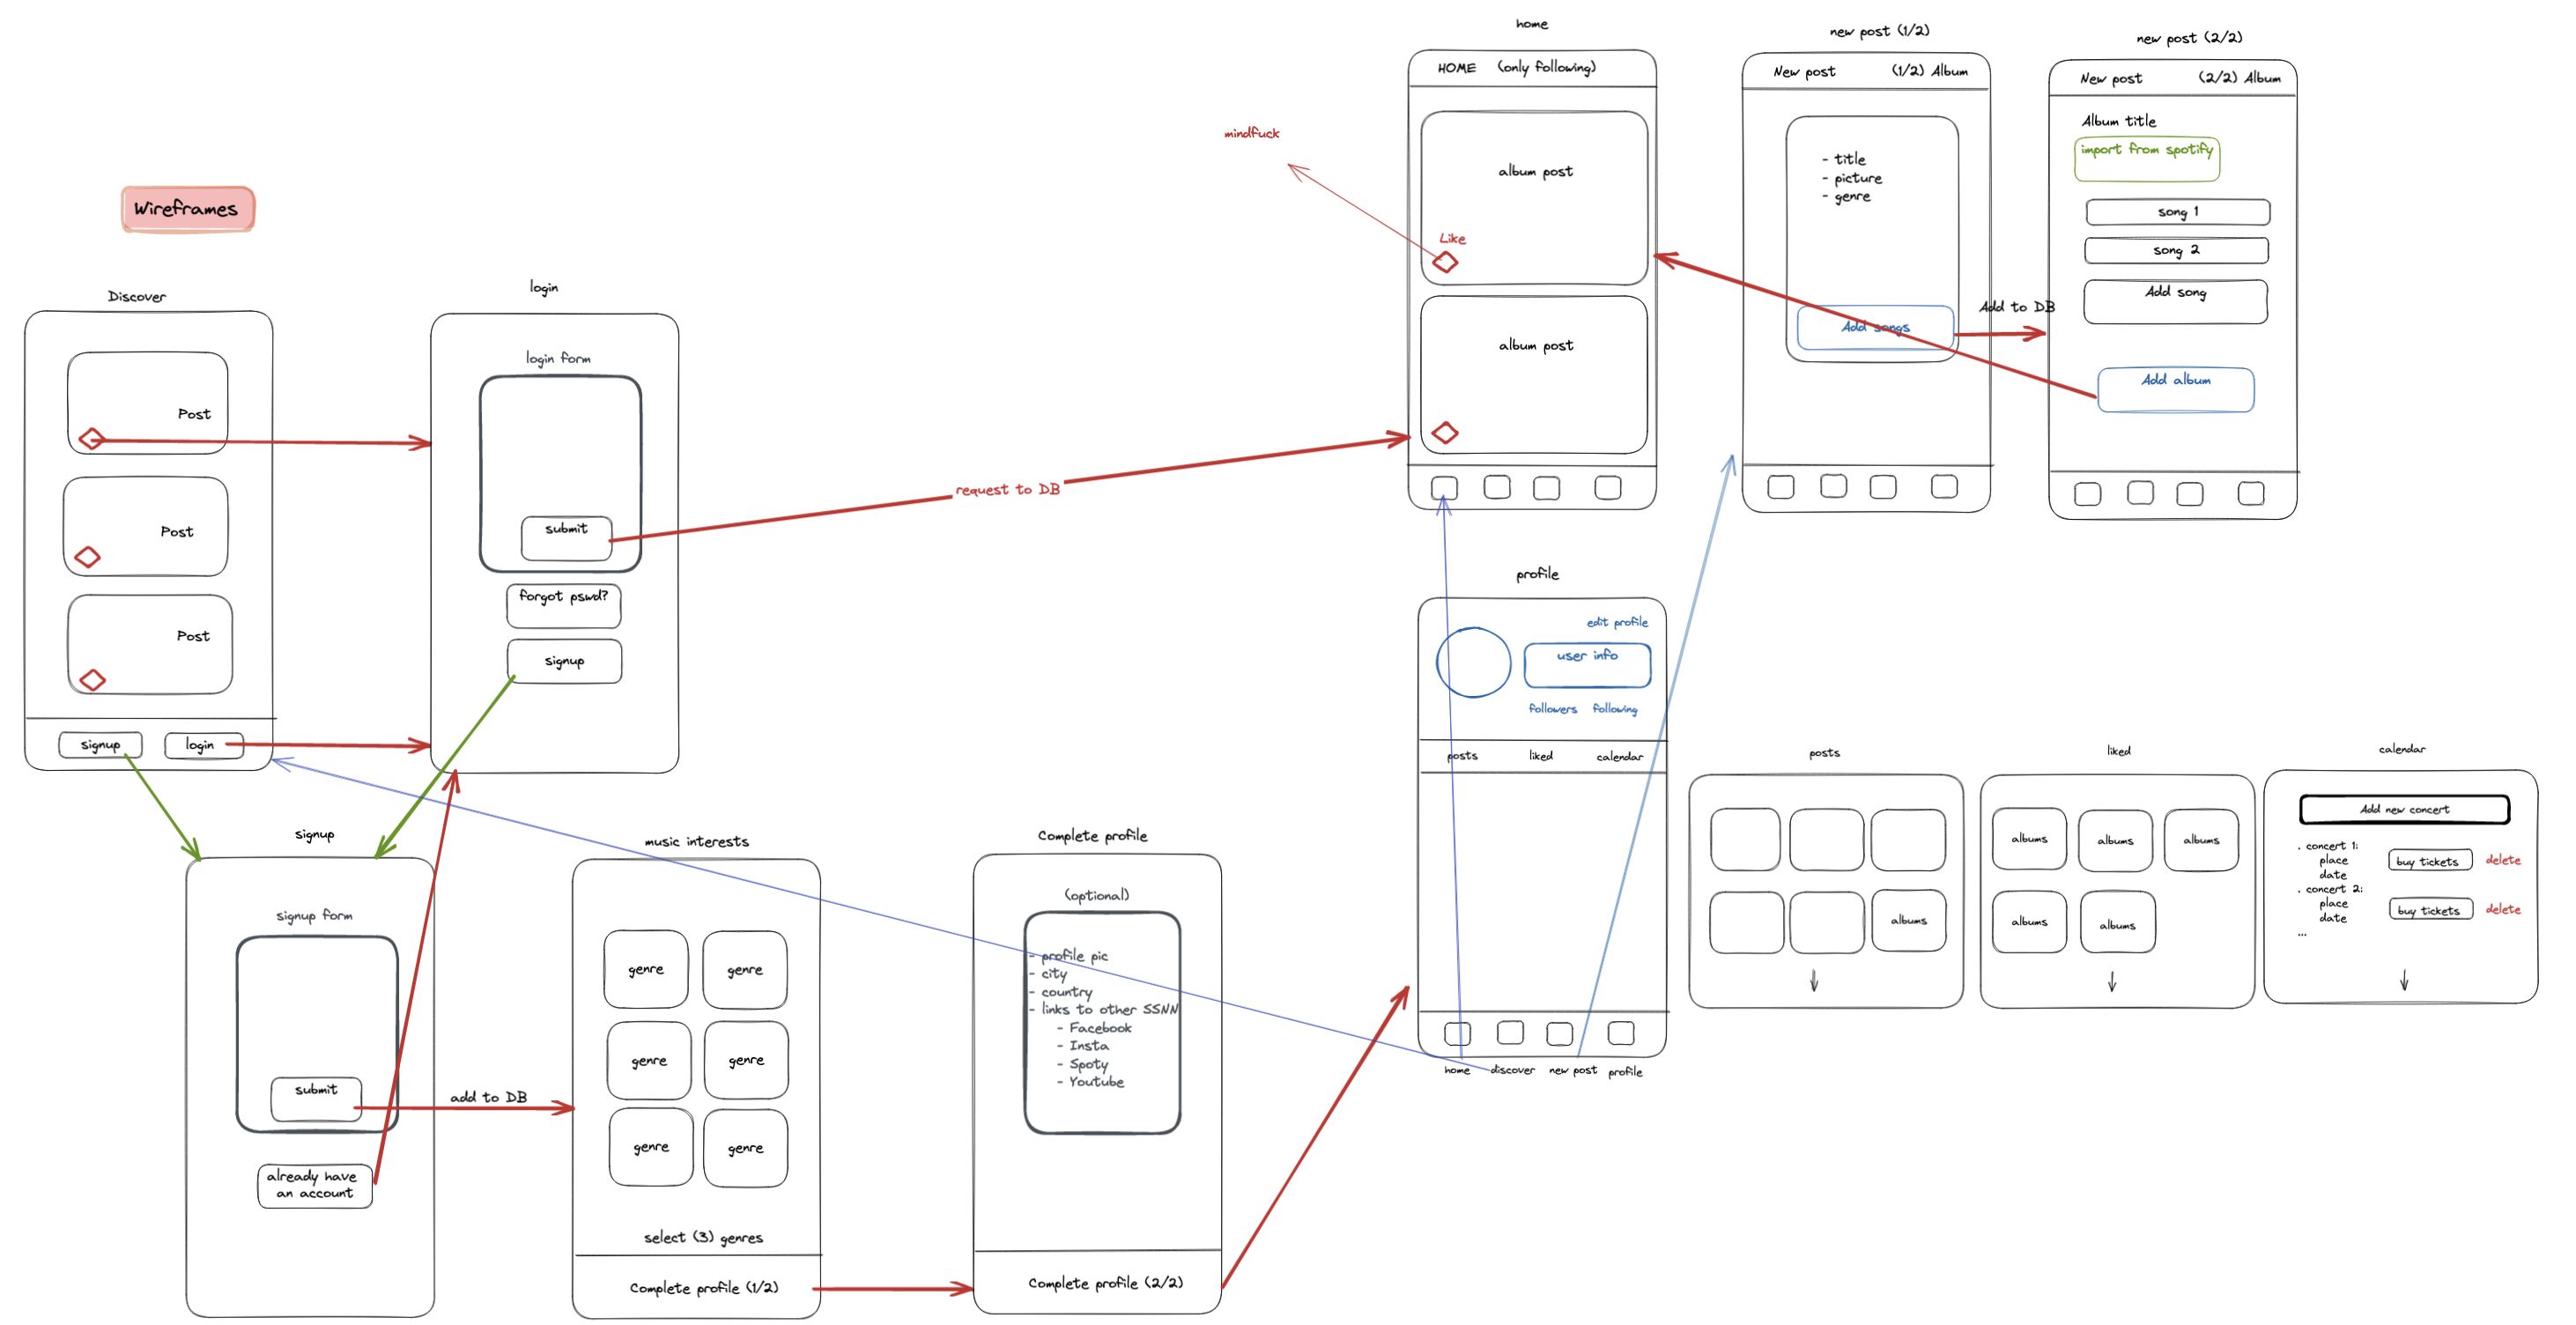 Wireframes
Discover
Post
Post
Post
signup
login
login
login form
submit
forgot pswd?
signup
request to DB
signup
signup form
submit
already have
an account
add to DB
music interests
genre
genre
genre
genre
genre
genre
select (3) genres
Complete profile (1/2)
Complete profile
(optional)
- profile pic
- city
- country
- links to other SSNN
- Facebook
- Insta
- Spoty
- Youtube
Complete profile (2/2)
mindfuck
home
HOME (only following)
album post
Like
album post
new post (1/2)
New post (1/2) Album
- title
- picture
- genre
Add songs
Add to DB
new post (2/2)
New post (2/2) Album
Album title
import from spotify
song 1
song 2
Add song
Add album
profile
edit profile
user info
followers following
posts liked calendar
home discover new post profile
posts
albums
liked
albums
albums
albums
albums
albums
calendar
Add new concert
. concert 1:
place
date
buy tickets delete
. concert 2:
place
date
buy tickets delete
...